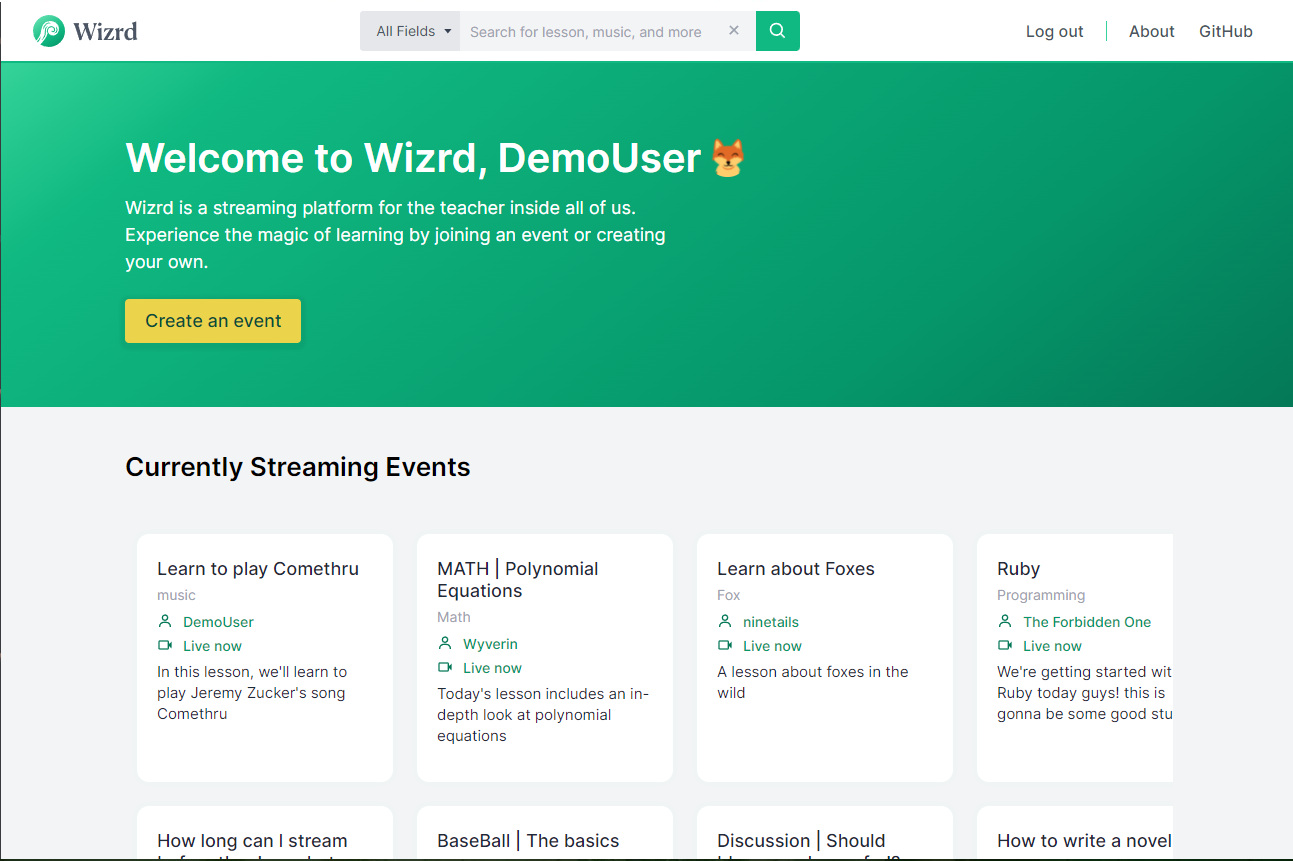 Wizrd
All Fields
Search for lesson, music, and more
Log out
About
GitHub
Welcome to Wizrd, DemoUser
Wizrd is a streaming platform for the teacher inside all of us.
Experience the magic of learning by joining an event or creating
your own.
Create an event
Currently Streaming Events
Learn to play Comethru
music
DemoUser
Live now
In this lesson, we'll learn to
play Jeremy Zucker's song
Comethru
MATH | Polynomial
Equations
Math
Wyverin
Live now
Today's lesson includes an in-
depth look at polynomial
equations
Learn about Foxes
Fox
ninetails
Live now
A lesson about foxes in the
wild
Ruby
Programming
The Forbidden One
Live now
We're getting started wit
Ruby today guys! this is
gonna be some good stu
How long can I stream
BaseBall | The basics
Discussion | Should
How to write a novel